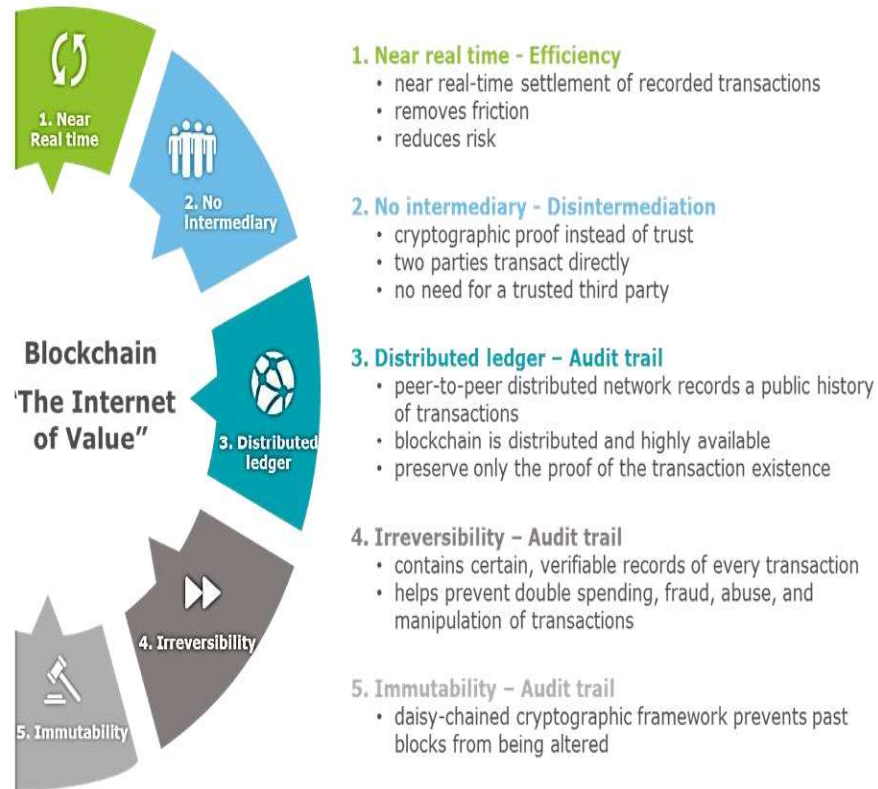 1. Near
Real time
2. No
Intermediary
Blockchain
"The Internet
of Value”
3. Distributed
ledger
4. Irreversibility
5. Immutability
1. Near real time - Efficiency
• near real-time settlement of recorded transactions
• removes friction
• reduces risk
2. No intermediary - Disintermediation
• cryptographic proof instead of trust
• two parties transact directly
• no need for a trusted third party
3. Distributed ledger – Audit trail
• peer-to-peer distributed network records a public history
of transactions
• blockchain is distributed and highly available
• preserve only the proof of the transaction existence
4. Irreversibility – Audit trail
• contains certain, verifiable records of every transaction
• helps prevent double spending, fraud, abuse, and
manipulation of transactions
5. Immutability – Audit trail
• daisy-chained cryptographic framework prevents past
blocks from being altered